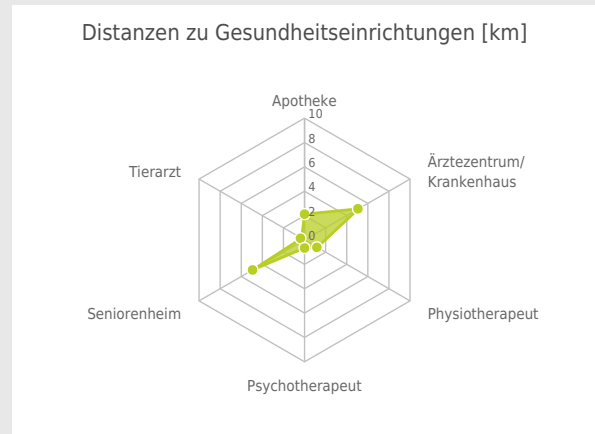 Distanzen zu Gesundheitseinrichtungen [km]
Apotheke
10
8
6
4
2
0
Ärztezentrum/
Krankenhaus
Tierarzt
Seniorenheim
Physiotherapeut
Psychotherapeut